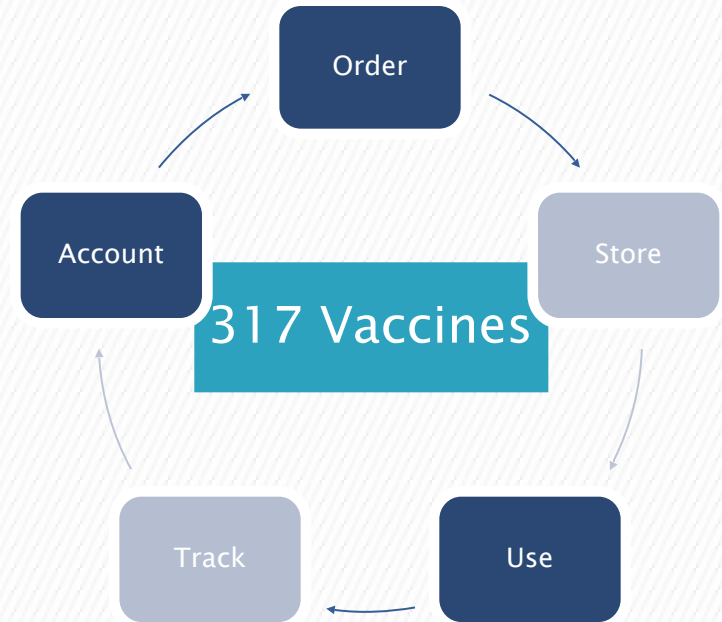 Order
Account
Store
317 Vaccines
Track
Use